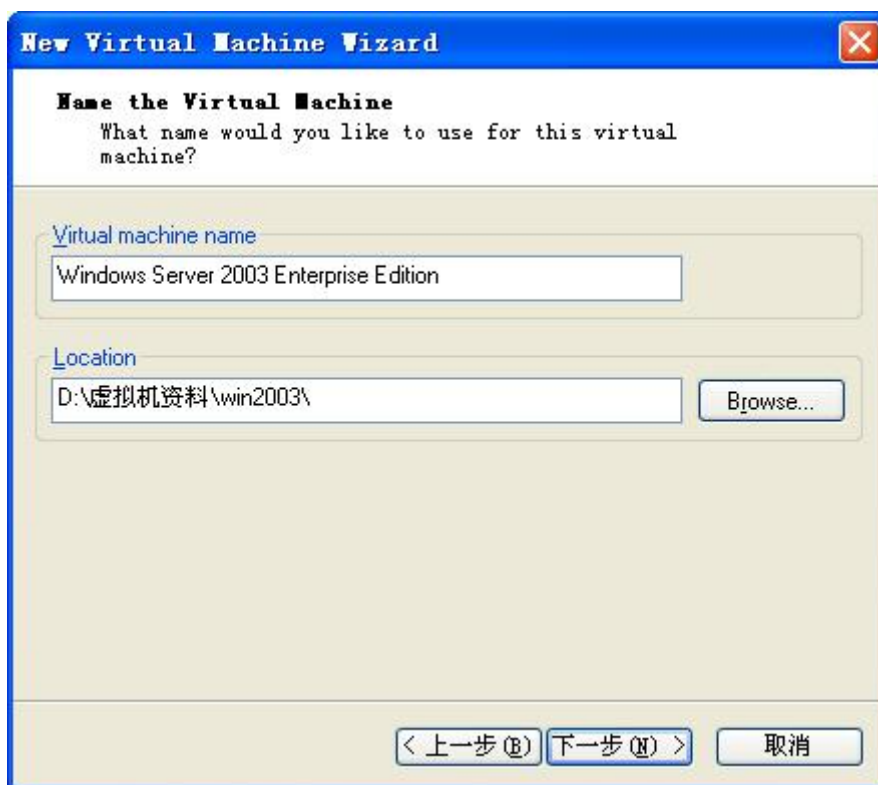 New Virtual Machine Wizard
Name the Virtual Machine
What name would you like to use for this virtual
machine?
Virtual machine name
Windows Server 2003 Enterprise Edition
Location
D:\虚拟机资料\win2003\
Browse...
< 上一步(B) 下一步(N) > 取消